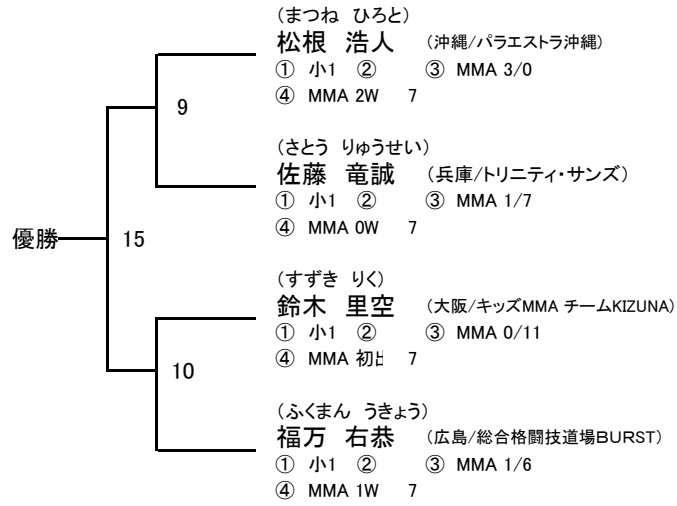 (まつね ひろと)
松根 浩人 (沖縄/パラエストラ沖縄)
① 小1 ② ③ MMA 3/0
④ MMA 2W 7
9
(さとう りゅうせい)
佐藤 竜誠 (兵庫/トリニティ・サンズ)
① 小1 ② ③ MMA 1/7
④ MMA 0W 7
優勝 15
(すずき りく)
鈴木 里空 (大阪/キッズMMA チームKIZUNA)
① 小1 ② ③ MMA 0/11
④ MMA 初出 7
10
(ふくまん うきょう)
福万 右恭 (広島/総合格闘技道場BURST)
① 小1 ② ③ MMA 1/6
④ MMA 1W 7